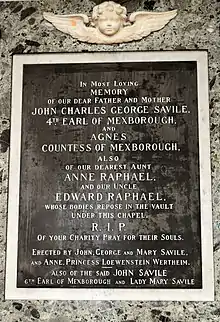 In Most Loving
Memory
of our dear Father and Mother
John Charles George Savile,
4th Earl of Mexborough,
and
Agnes
Countess of Mexborough,
also
of our dearest Aunt
Anne Raphael,
and our Uncle
Edward Raphael,
whose bodies repose in the vault
under this chapel.
R.I.P.
Of your Charity Pray for their Souls.
Erected by John, George and Mary Savile,
and Anne, Princess Loewenstein Wertheim.
also of the said John Savile
6th Earl of Mexborough and Lady Mary Savile